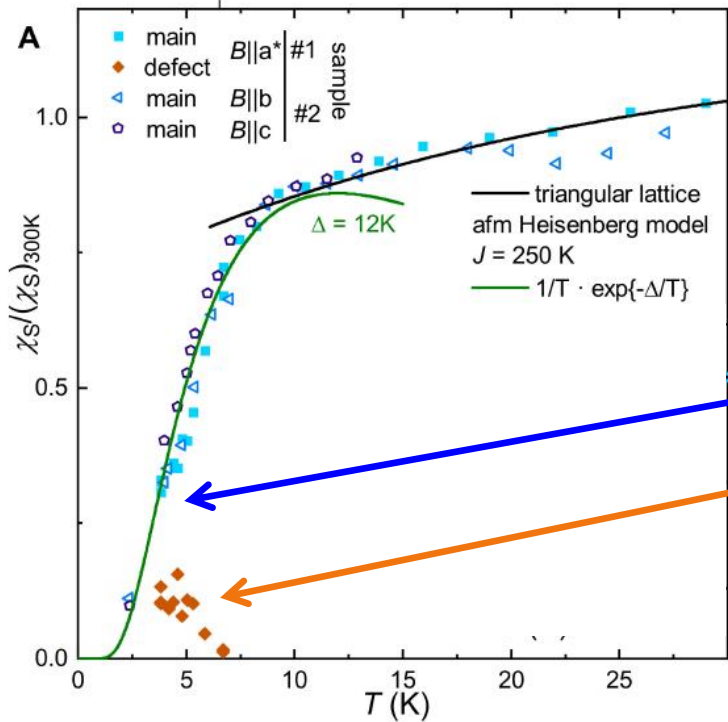 A
main B||a* #1
defect
main B||b #2
main B||c
sample
triangular lattice
afm Heisenberg model
J = 250 K
1/T · exp{-Δ/T}
Δ = 12K
χS/(χS)300K
1.0
0.5
0.0
0 5 10 15 20 25
T (K)